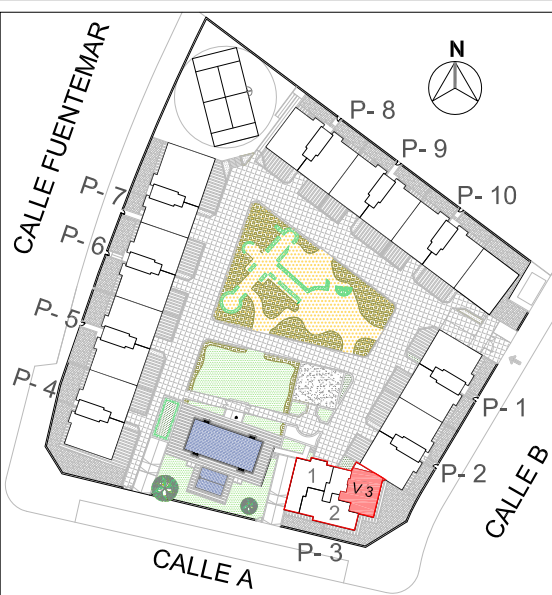 N
CALLE FUENTEMAR
P- 8
P- 9
P- 10
P- 7
P- 6
P- 5
P- 4
P- 1
P- 2
1
V 3
2
P- 3
CALLE B
CALLE A